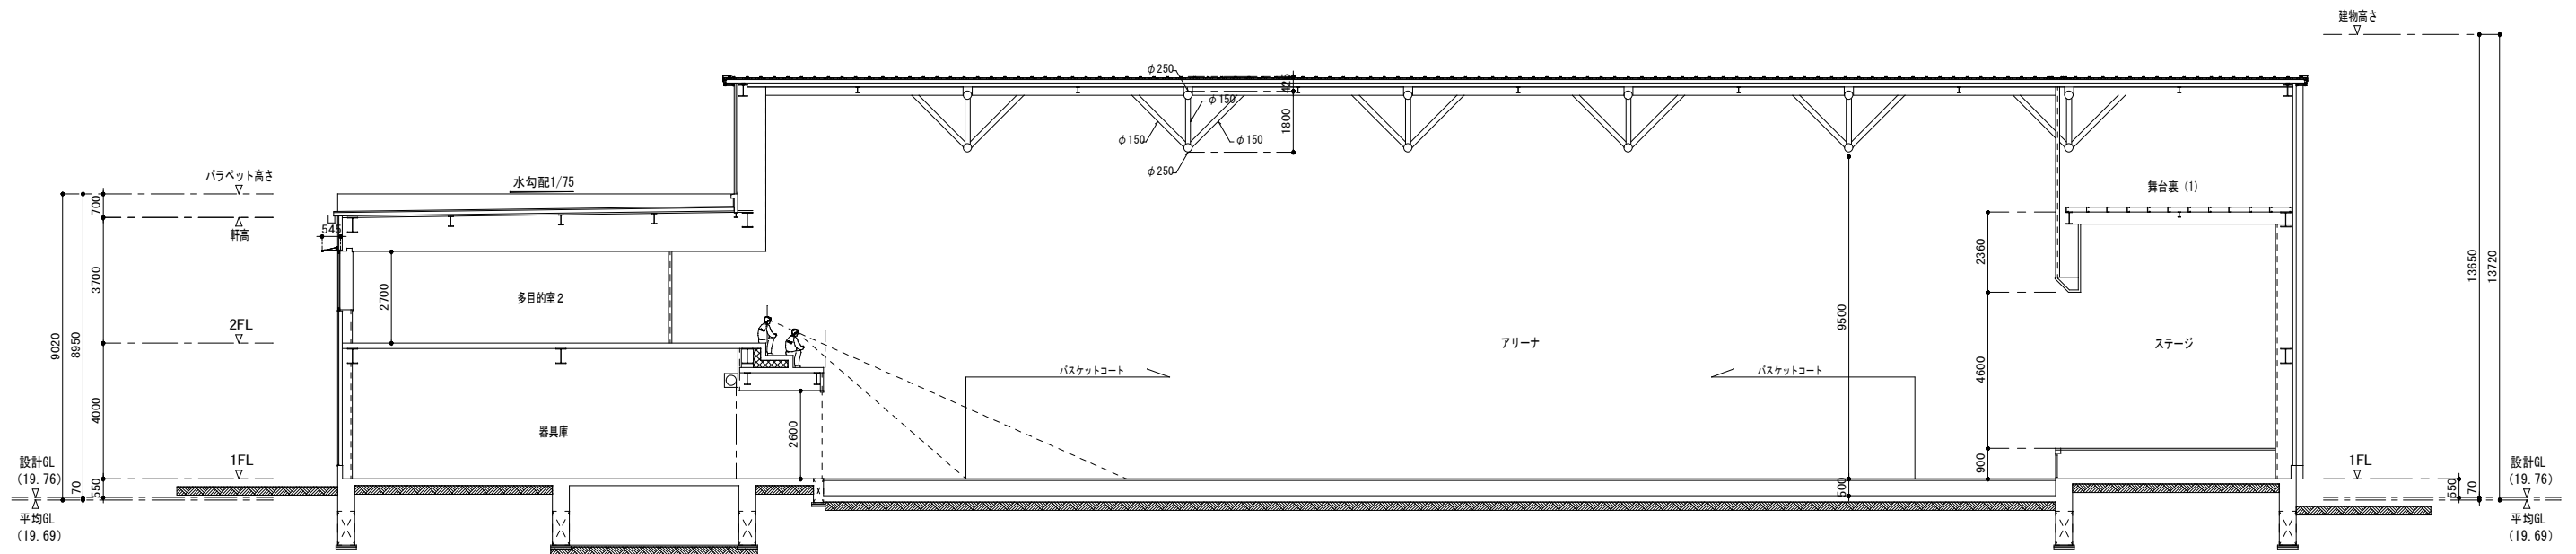 建物高さ
φ250
425
φ150
1800
φ150
φ150
φ250
パラペット高さ
水勾配1/75
舞台裏（1）
700
軒高
545
3700
2700
多目的室2
2360
13650
13720
2FL
9020
8950
9500
アリーナ
ステージ
バスケットコート
バスケットコート
4600
4000
2600
器具庫
900
1FL
1FL
設計GL
(19.76)
設計GL
(19.76)
70
550
500
550
70
平均GL
(19.69)
平均GL
(19.69)